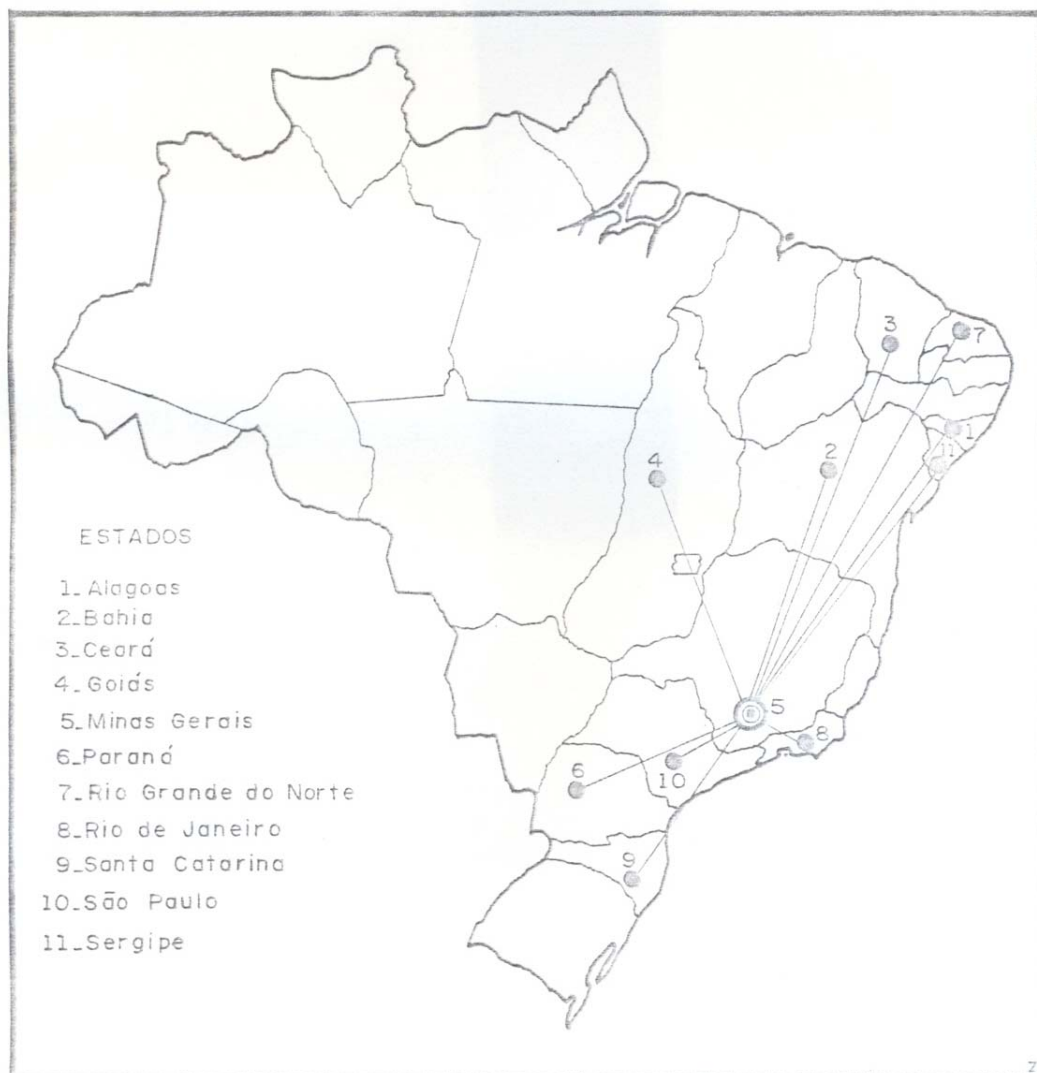 3
7
1
11
2
4
ESTADOS
1_Alagoas
2_Bahia
3_Ceará
4_Goiás
5_Minas Gerais
6_Paraná
7_Rio Grande do Norte
8_Rio de Janeiro
9_Santa Catarina
10_São Paulo
11_Sergipe
5
8
10
6
9
Z